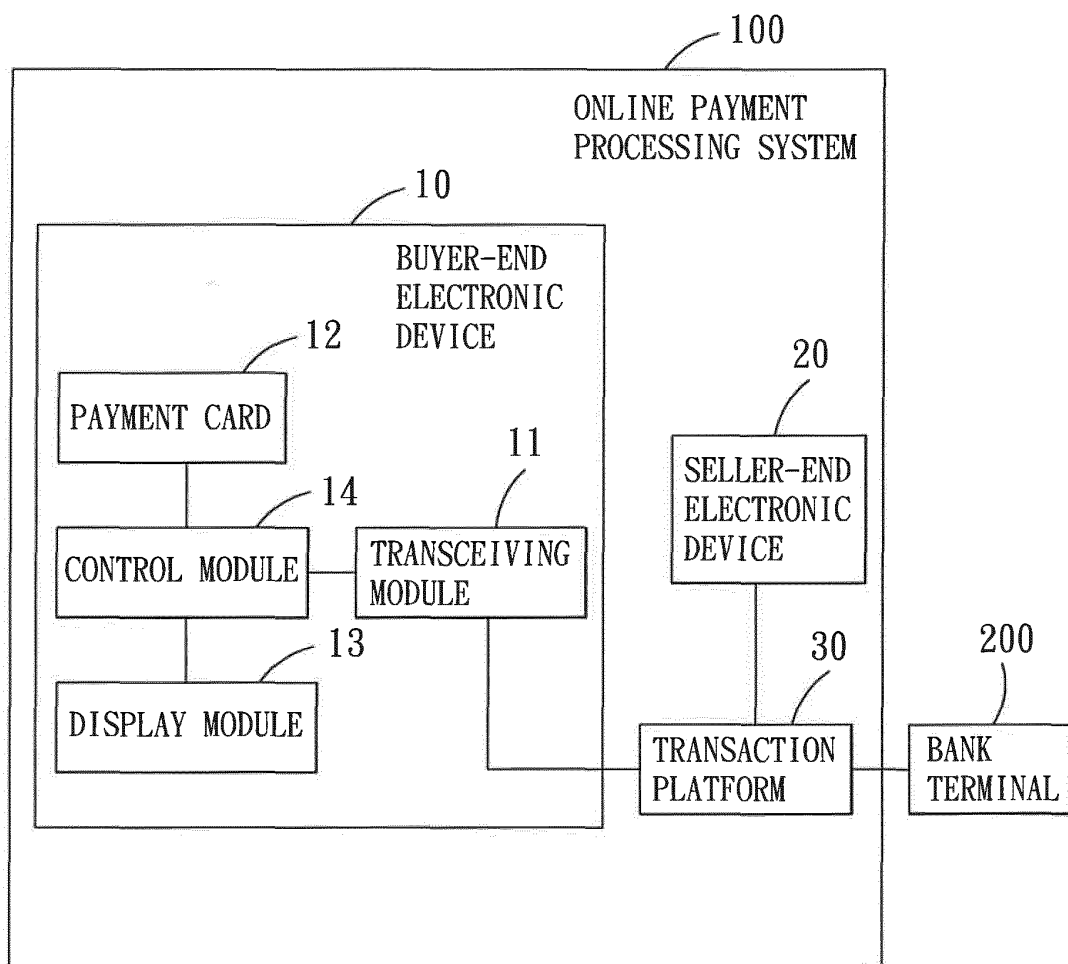 100
ONLINE PAYMENT
PROCESSING SYSTEM
10
BUYER-END
ELECTRONIC
DEVICE
12
PAYMENT CARD
20
SELLER-END
ELECTRONIC
DEVICE
11
14
TRANSCEIVING
MODULE
CONTROL MODULE
13
DISPLAY MODULE
30
TRANSACTION
PLATFORM
200
BANK
TERMINAL